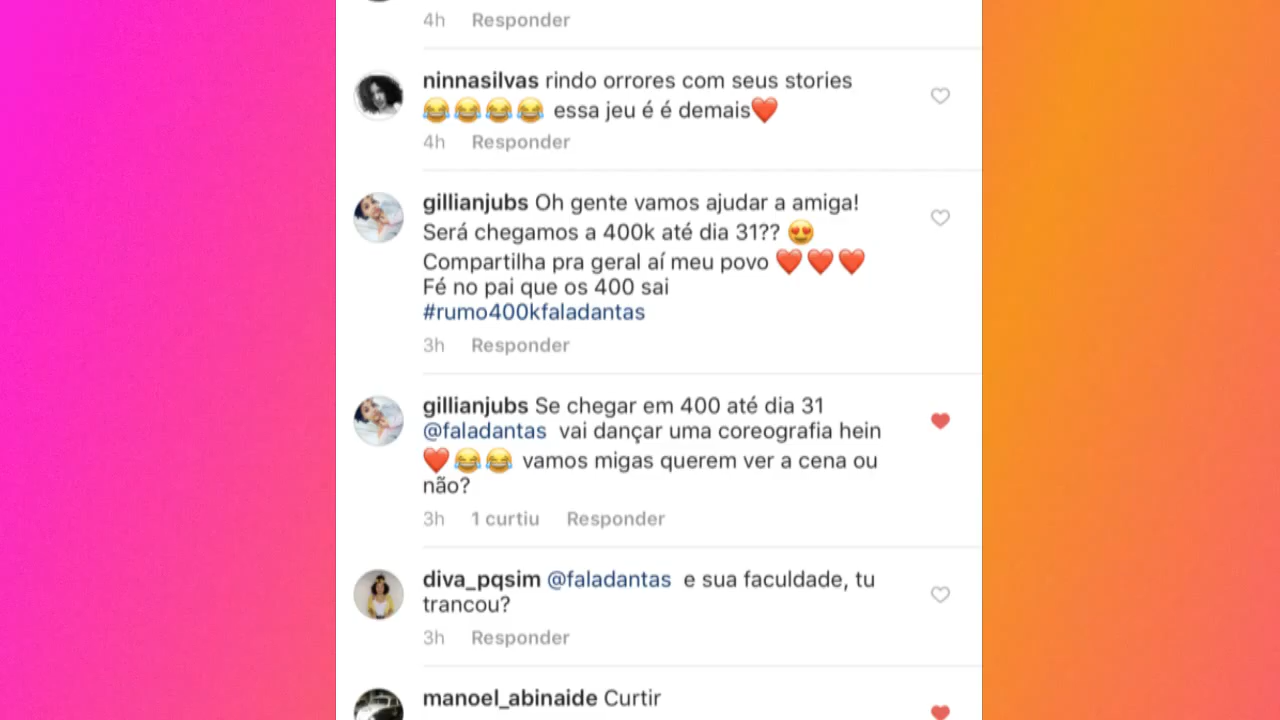 4h Responder
ninnasilvas rindo orrores com seus stories
😂😂😂😂 essa jeu é é demais❤️
4h Responder
gillianjubs Oh gente vamos ajudar a amiga!
Será chegamos a 400k até dia 31?? 😍
Compartilha pra geral aí meu povo ❤️❤️❤️
Fé no pai que os 400 sai
#rumo400kfaladantas
3h Responder
gillianjubs Se chegar em 400 até dia 31
@faladantas vai dançar uma coreografia hein
❤️😂😂 vamos migas querem ver a cena ou
não?
3h 1 curtiu Responder
diva_pqsim @faladantas e sua faculdade, tu
trancou?
3h Responder
manoel_abinaide Curtir